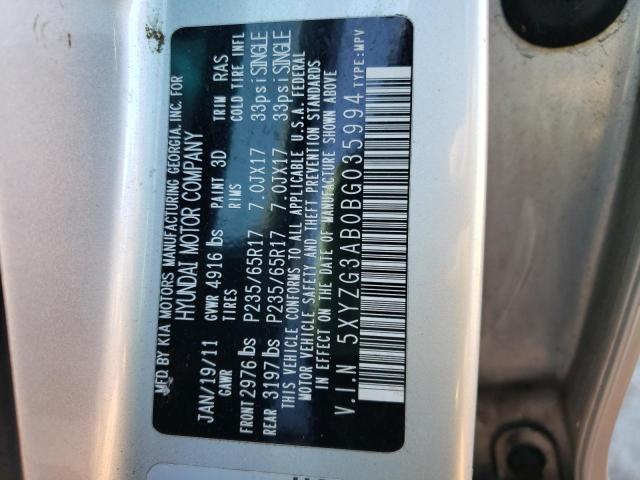 MFD BY KIA MOTORS MANUFACTURING GEORGIA, INC. FOR
HYUNDAI MOTOR COMPANY
JAN/19/11 GVWR 4916 lbs PAINT 3D TRIM RAS
GAWR TIRES RIMS COLD TIRE INFL
FRONT 2976 lbs P235/65R17 7.0JX17 33psi SINGLE
REAR 3197 lbs P235/65R17 7.0JX17 33psi SINGLE
THIS VEHICLE CONFORMS TO ALL APPLICABLE U.S.A. FEDERAL
MOTOR VEHICLE SAFETY AND THEFT PREVENTION STANDARDS
IN EFFECT ON THE DATE OF MANUFACTURE SHOWN ABOVE
V.I.N 5XYZG3AB0BG035994 TYPE:MPV